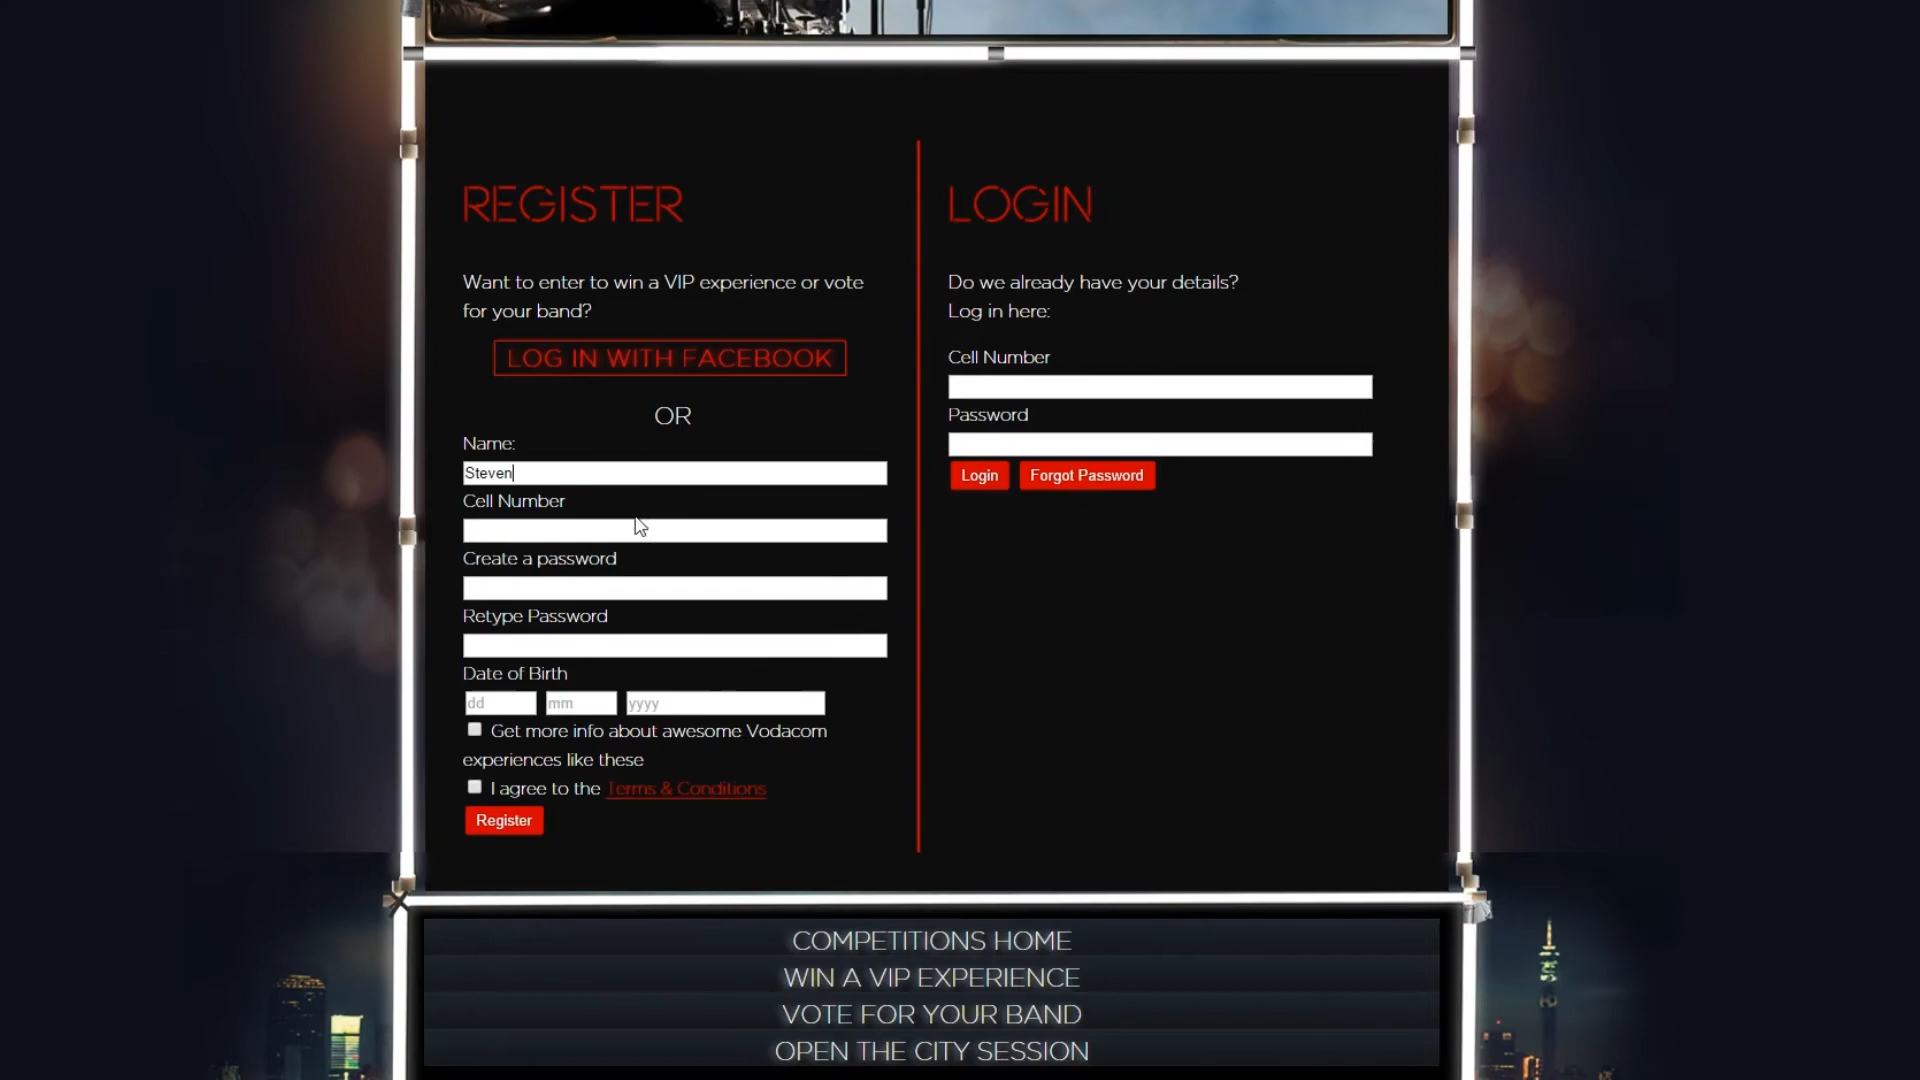 REGISTER
Want to enter to win a VIP experience or vote
for your band?
LOG IN WITH FACEBOOK
OR
Name:
Steven
Cell Number
Create a password
Retype Password
Date of Birth
dd mm yyyy
Get more info about awesome Vodacom
experiences like these
I agree to the Terms & Conditions
Register
LOGIN
Do we already have your details?
Log in here:
Cell Number
Password
Login Forgot Password
COMPETITIONS HOME
WIN A VIP EXPERIENCE
VOTE FOR YOUR BAND
OPEN THE CITY SESSION